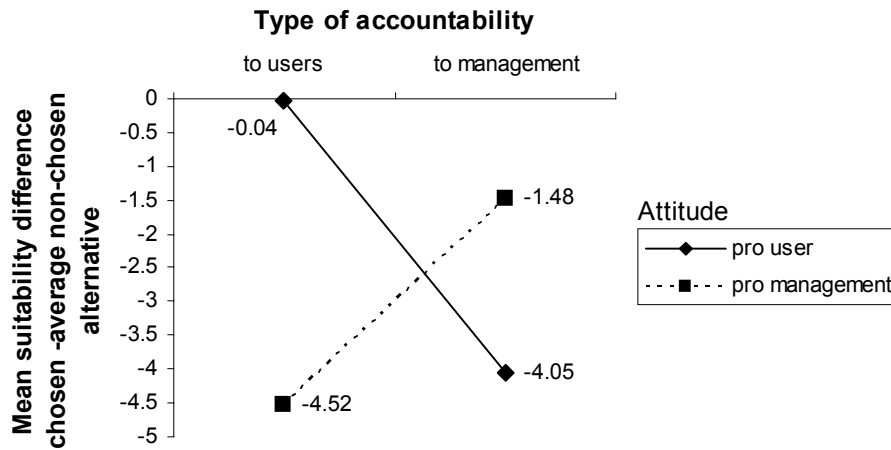 Type of accountability
to users
to management
Mean suitability difference
chosen -average non-chosen
alternative
0
-0.5
-1
-1.5
-2
-2.5
-3
-3.5
-4
-4.5
-5
-0.04
-1.48
-4.05
-4.52
Attitude
pro user
pro management